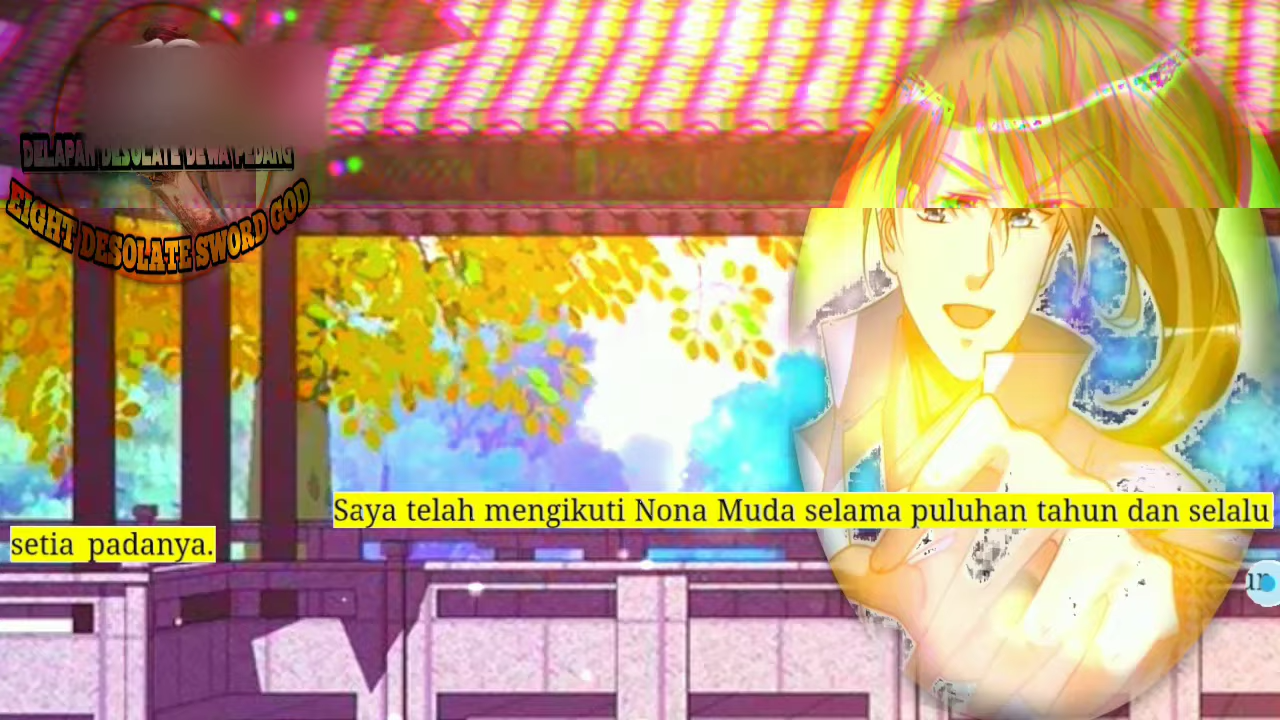 DELAPAN DESOLATE DEWA PEDANG
EIGHT DESOLATE SWORD GOD
Saya telah mengikuti Nona Muda selama puluhan tahun dan selalu
setia padanya.